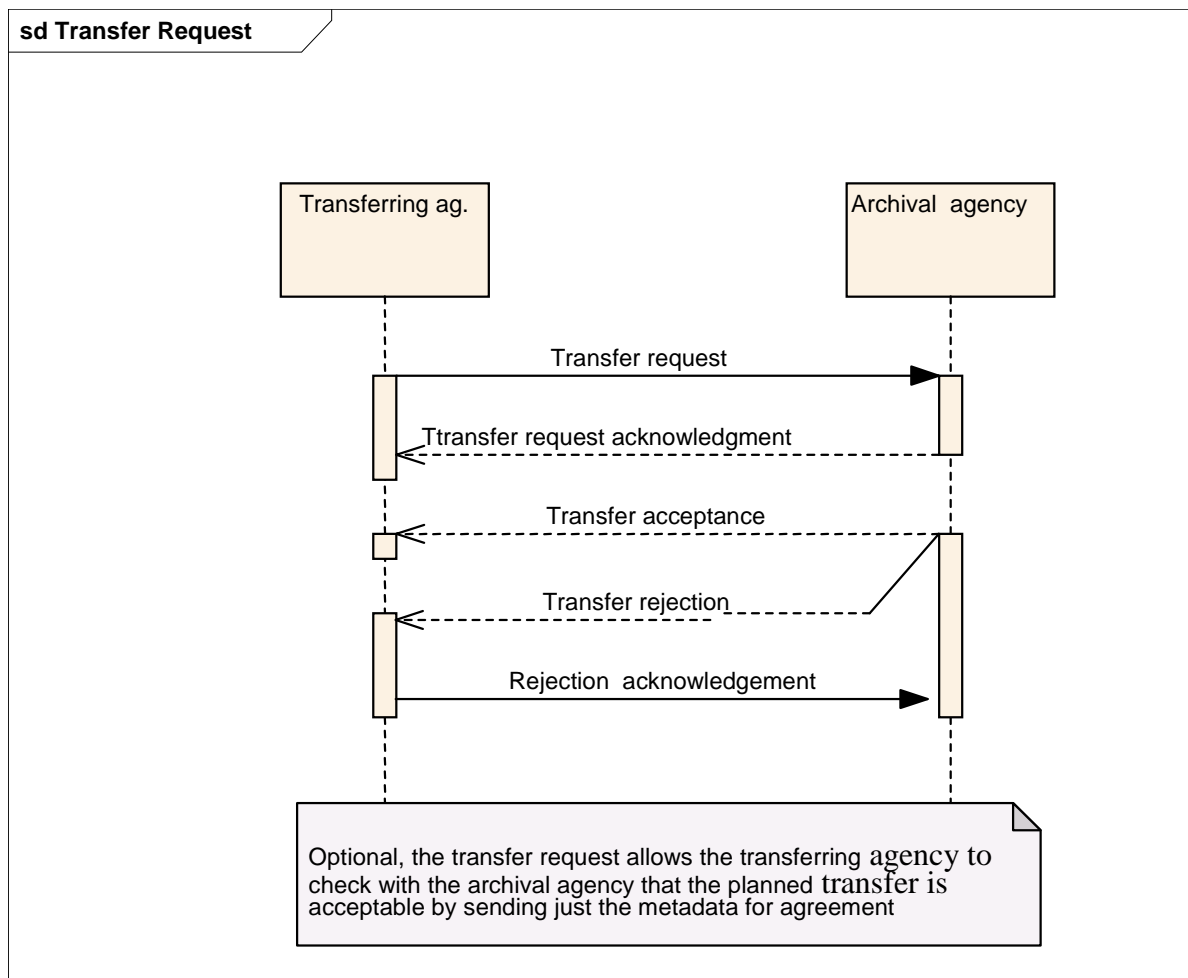 sd Transfer Request
Transferring ag.
Archival agency
Transfer request
Ttransfer request acknowledgment
Transfer acceptance
Transfer rejection
Rejection acknowledgement
Optional, the transfer request allows the transferring agency to
check with the archival agency that the planned transfer is
acceptable by sending just the metadata for agreement